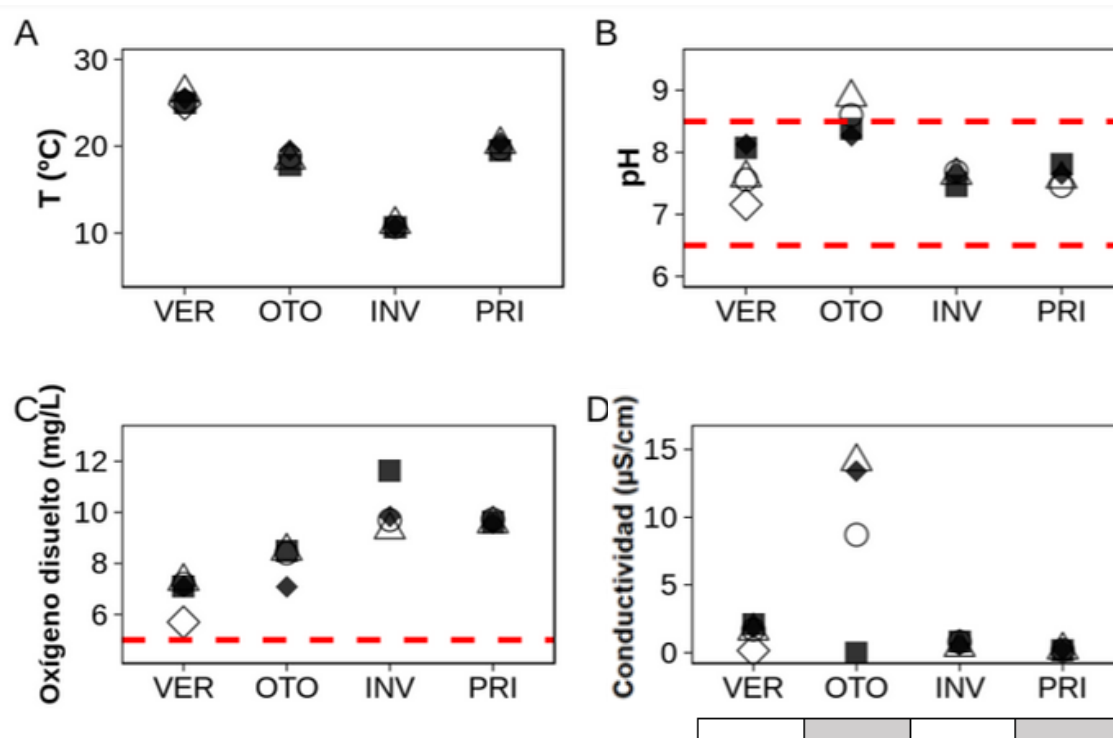 A
T (ºC)
30
20
10
VER OTO INV PRI
B
pH
9
8
7
6
VER OTO INV PRI
C
Oxígeno disuelto (mg/L)
12
10
8
6
VER OTO INV PRI
D
Conductividad (µS/cm)
15
10
5
0
VER OTO INV PRI